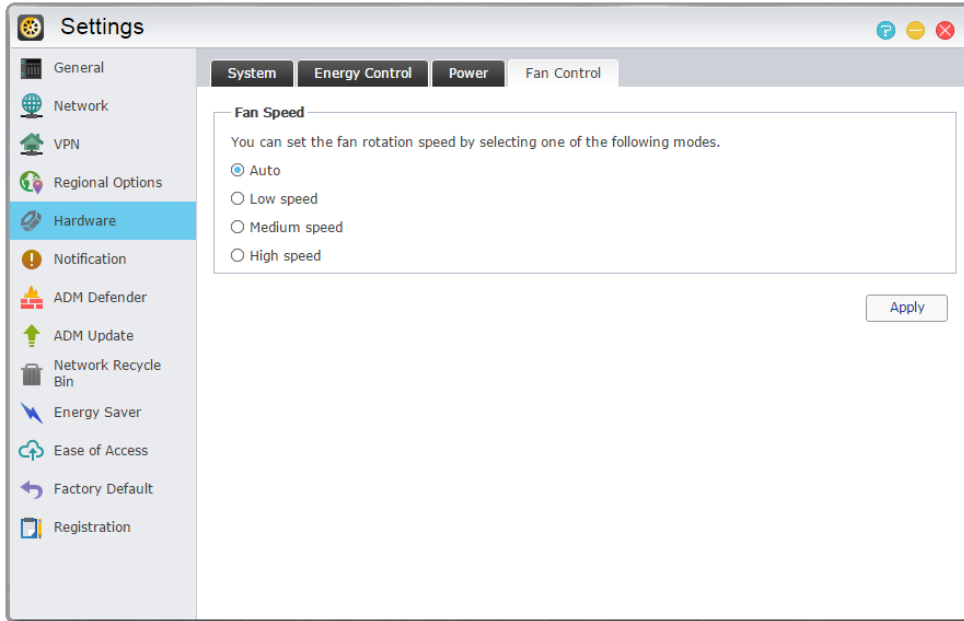 Settings
General
Network
VPN
Regional Options
Hardware
Notification
ADM Defender
ADM Update
Network Recycle
Bin
Energy Saver
Ease of Access
Factory Default
Registration
System Energy Control Power Fan Control
Fan Speed
You can set the fan rotation speed by selecting one of the following modes.
Auto
Low speed
Medium speed
High speed
Apply